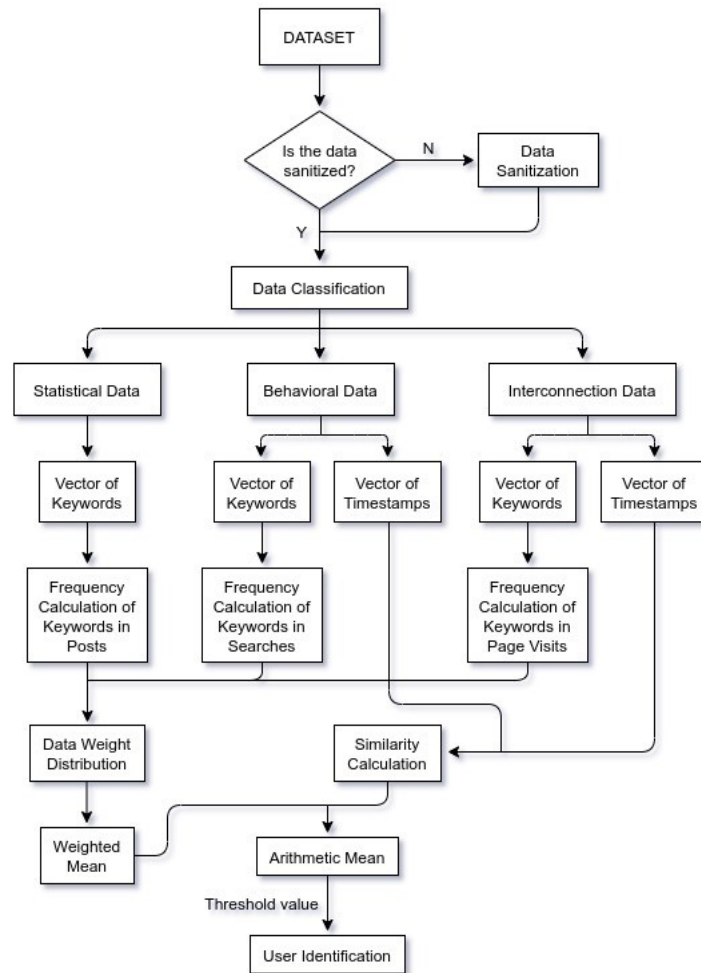 DATASET
Is the data
sanitized?
N
Data
Sanitization
Y
Data Classification
Statistical Data
Behavioral Data
Interconnection Data
Vector of
Keywords
Vector of
Keywords
Vector of
Timestamps
Vector of
Keywords
Vector of
Timestamps
Frequency
Calculation of
Keywords in
Posts
Frequency
Calculation of
Keywords in
Searches
Frequency
Calculation of
Keywords in
Page Visits
Data Weight
Distribution
Similarity
Calculation
Weighted
Mean
Arithmetic Mean
Threshold value
User Identification